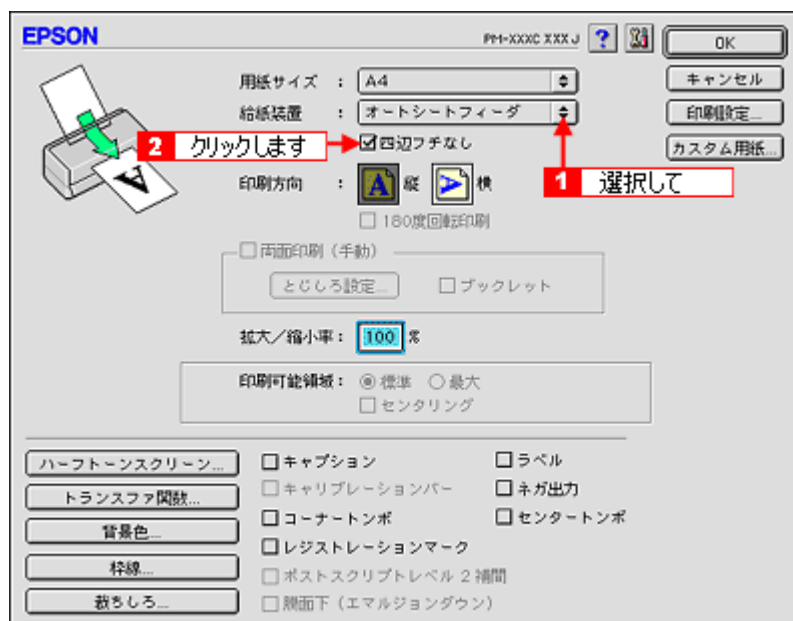 EPSON PM-XXXC XXX J ? OK
用紙サイズ : A4 キャンセル
給紙装置 : オートシートフィーダ 印刷設定...
2 クリックします 四辺フチなし カスタム用紙...
印刷方向 : A 縦 A 横 1 選択して
A
180度回転印刷
両面印刷(手動)
とじしろ設定... ブックレット
拡大/縮小率: 100 %
印刷可能領域: 標準 最大
センタリング
ハーフトーンスクリーン... キャプション ラベル
トランスファ関数... キャリブレーションバー ネガ出力
背景色... コーナートンボ センタートンボ
枠線... レジストレーションマーク
ポストスクリプトレベル 2 補間
裁ちしろ... 膜面下(エマルジョンダウン)